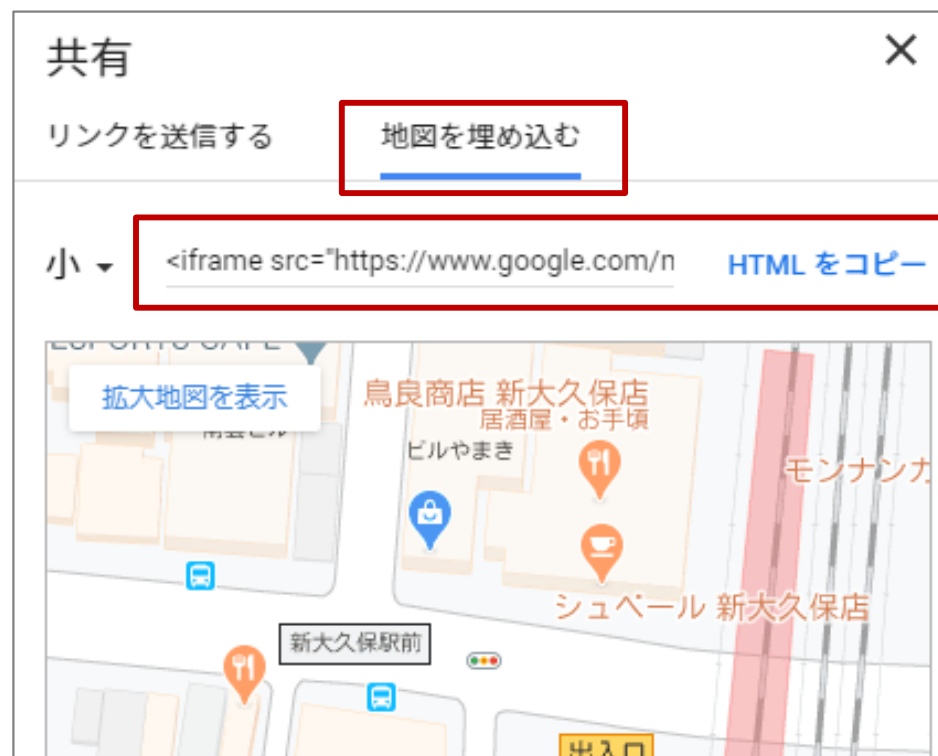 共有
リンクを送信する
地図を埋め込む
小
<iframe src="https://www.google.com/n
HTML をコピー
拡大地図を表示
鳥良商店 新大久保店
居酒屋・お手頃
ビルやまき
モンナンカ
シュベール 新大久保店
新大久保駅前
出入口